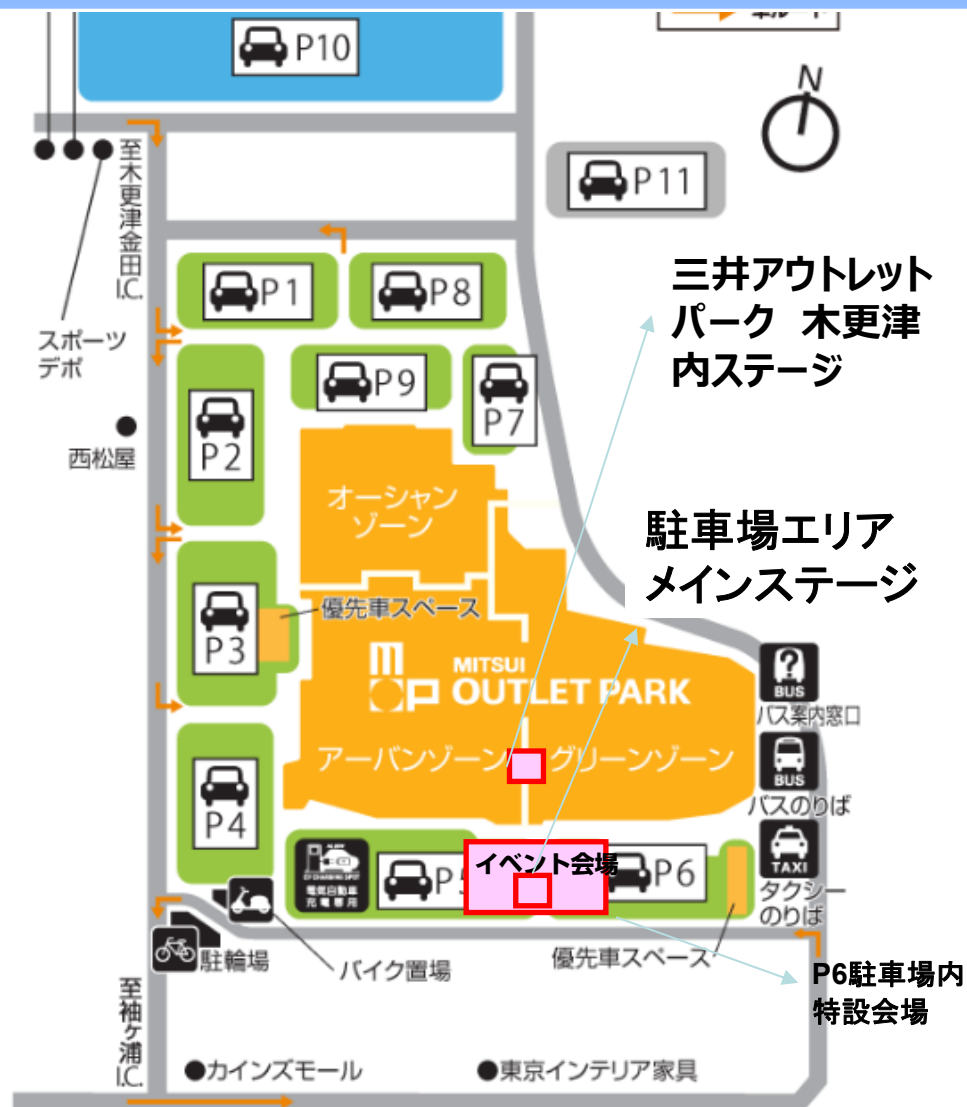 P10
N
至木更津金田I.C.
P11
P1
P8
三井アウトレット
パーク 木更津
内ステージ
スポーツ
デポ
P9
P7
P2
西松屋
オーシャン
ゾーン
駐車場エリア
メインステージ
優先車スペース
P3
MITSUI
OUTLET PARK
BUS
バス案内窓口
アーバンゾーン
グリーンゾーン
BUS
バスのりば
P4
イベント会場
P5
P6
電気自動車
充電専用
TAXI
タクシー
のりば
駐輪場
バイク置場
優先車スペース
P6駐車場内
特設会場
至袖ヶ浦I.C.
●カインズモール
●東京インテリア家具